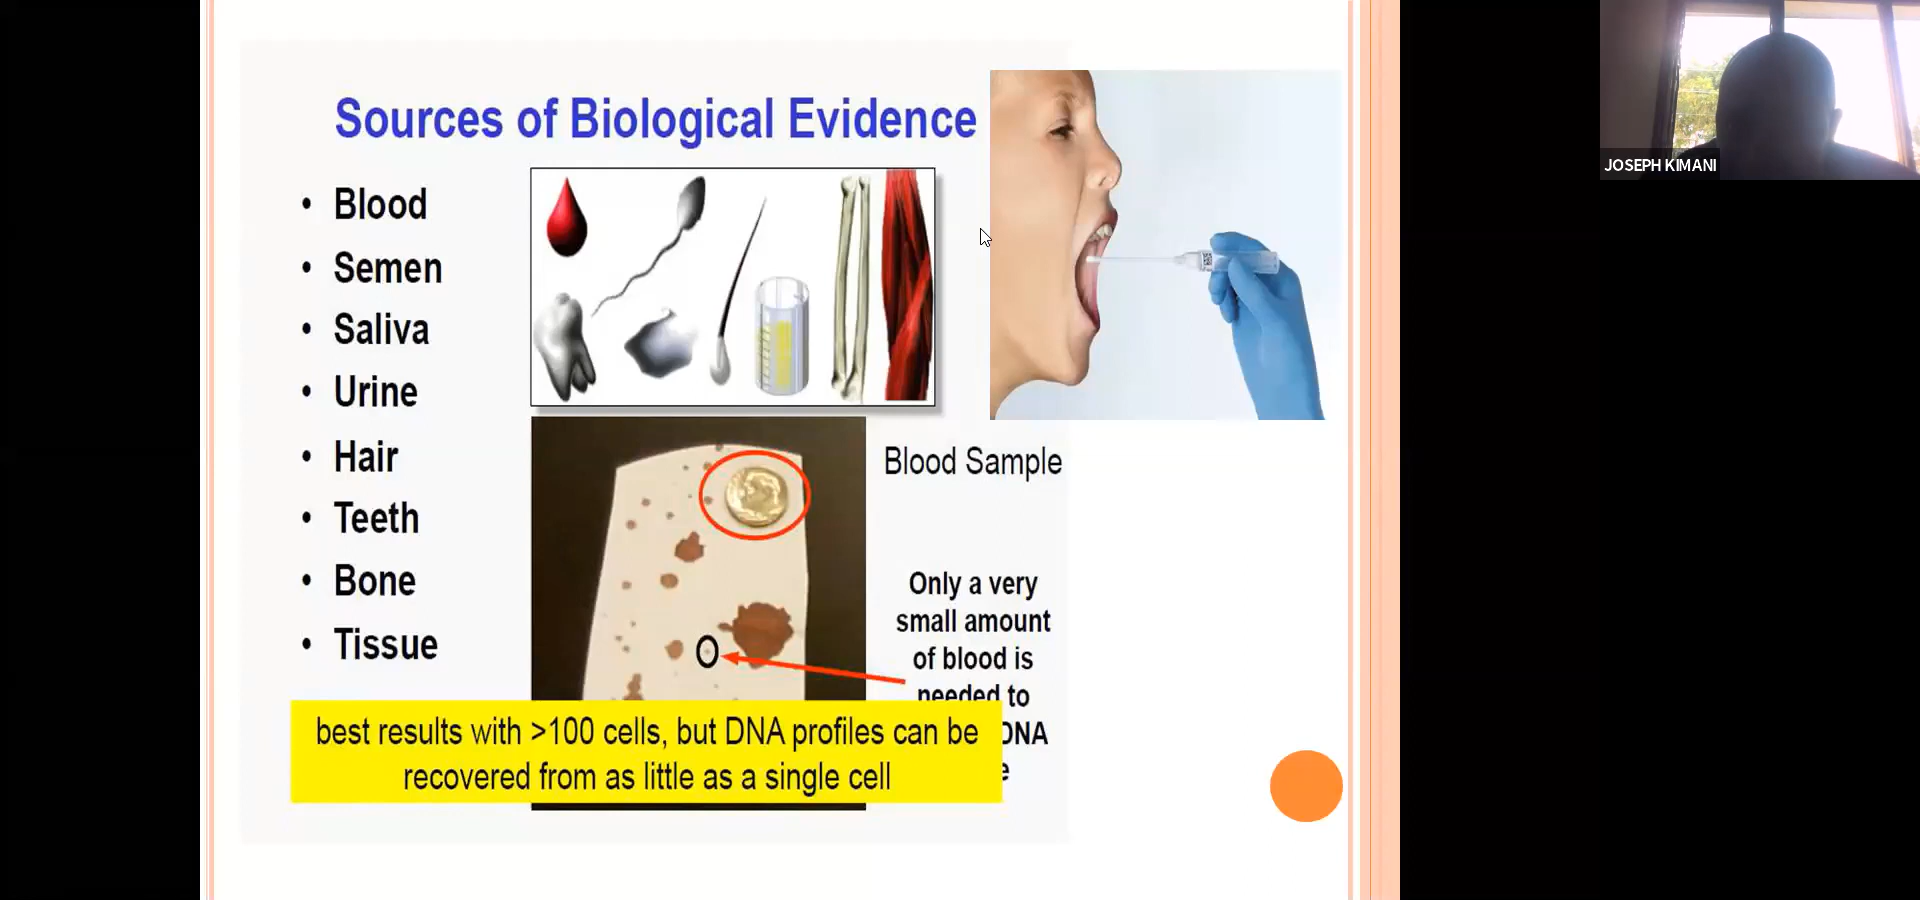 Sources of Biological Evidence
• Blood
• Semen
• Saliva
• Urine
• Hair
• Teeth
• Bone
• Tissue
Blood Sample
Only a very
small amount
of blood is
needed to
DNA
best results with >100 cells, but DNA profiles can be
recovered from as little as a single cell
JOSEPH KIMANI